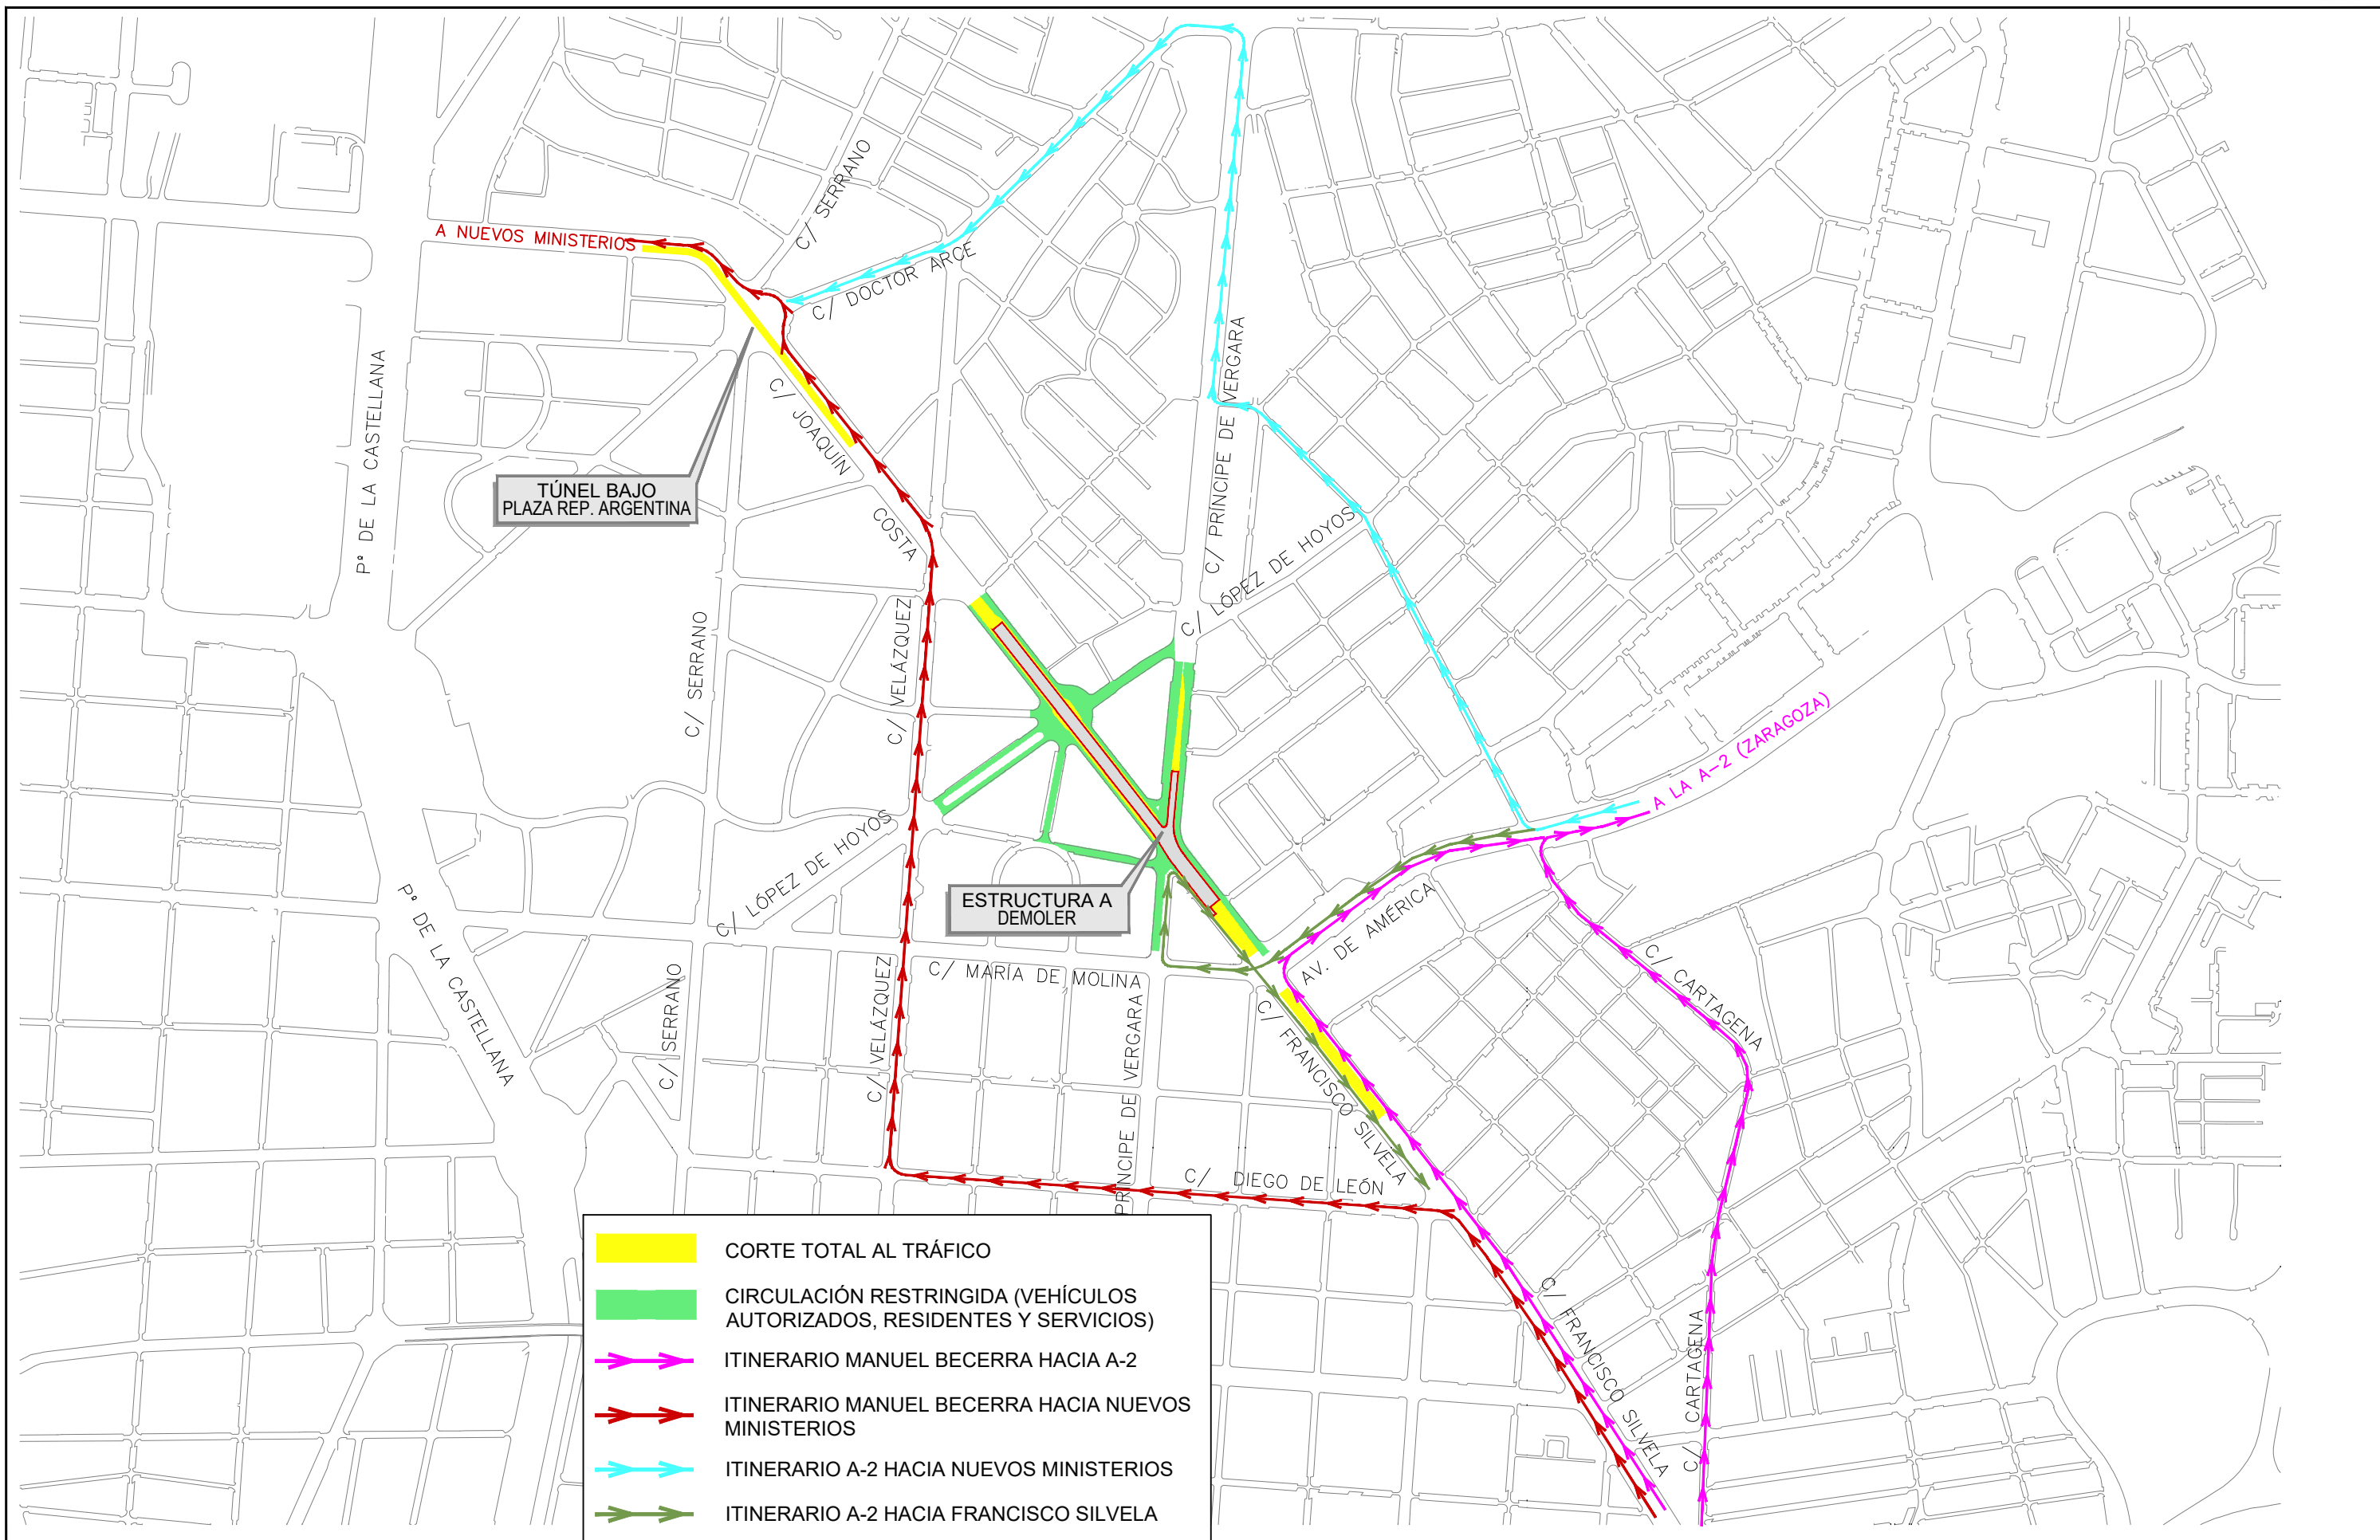 C/ SERRANO
A NUEVOS MINISTERIOS
C/ DOCTOR ARCE
C/ PRÍNCIPE DE VERGARA
Pº DE LA CASTELLANA
C/ JOAQUÍN
COSTA
TÚNEL BAJO
PLAZA REP. ARGENTINA
C/ LÓPEZ DE HOYOS
C/ SERRANO
C/ VELÁZQUEZ
A LA A-2 (ZARAGOZA)
C/ LÓPEZ DE HOYOS
ESTRUCTURA A
DEMOLER
Pº DE LA CASTELLANA
C/ SERRANO
C/ VELÁZQUEZ
C/ MARÍA DE MOLINA
AV. DE AMÉRICA
C/ CARTAGENA
PRÍNCIPE DE VERGARA
C/ FRANCISCO SILVELA
C/ DIEGO DE LEÓN
C/ FRANCISCO SILVELA
C/ CARTAGENA
CORTE TOTAL AL TRÁFICO
CIRCULACIÓN RESTRINGIDA (VEHÍCULOS
AUTORIZADOS, RESIDENTES Y SERVICIOS)
ITINERARIO MANUEL BECERRA HACIA A-2
ITINERARIO MANUEL BECERRA HACIA NUEVOS
MINISTERIOS
ITINERARIO A-2 HACIA NUEVOS MINISTERIOS
ITINERARIO A-2 HACIA FRANCISCO SILVELA